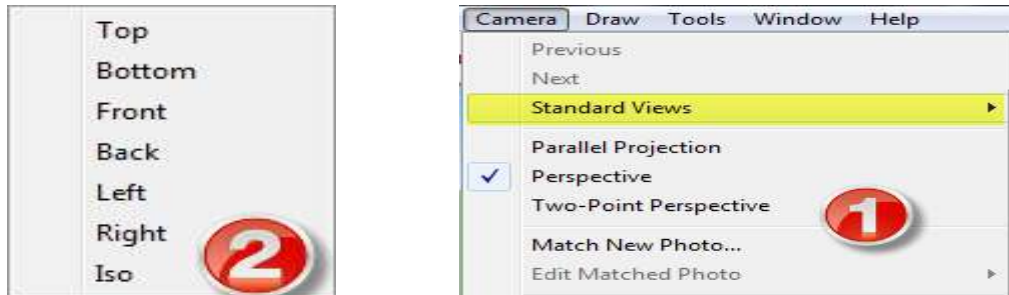 Top
Bottom
Front
Back
Left
Right
Iso
2
Camera Draw Tools Window Help
Previous
Next
Standard Views
Parallel Projection
Perspective
Two-Point Perspective
1
Match New Photo...
Edit Matched Photo